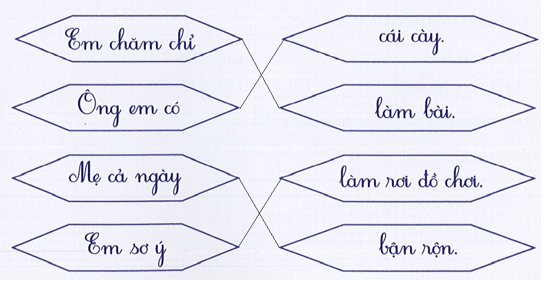 Em chăm chỉ
cái cày.
Ông em có
làm bài.
Mẹ cả ngày
làm rơi đồ chơi.
Em sơ ý
bận rộn.